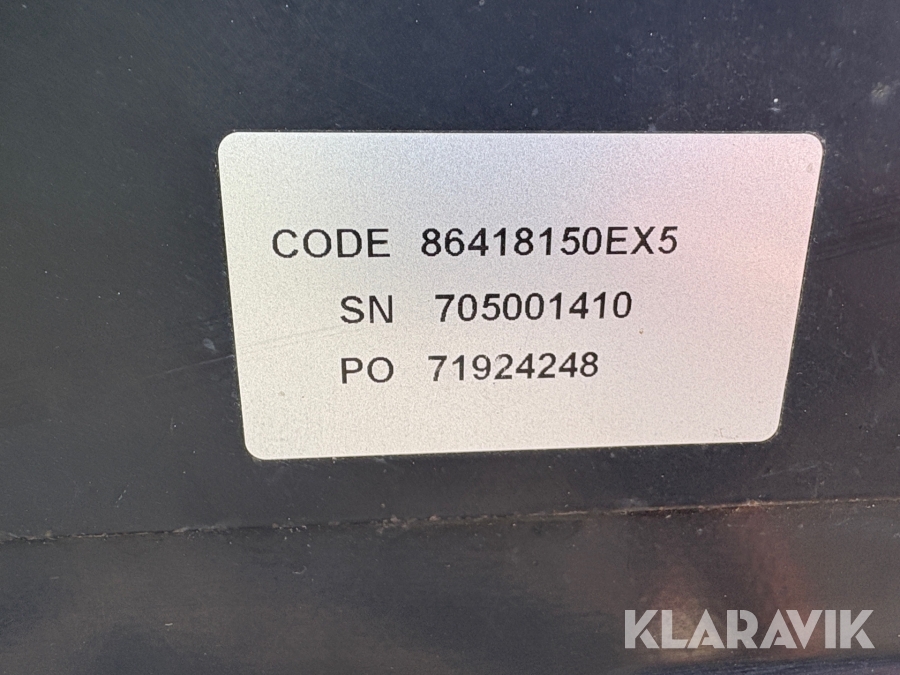 CODE 86418150EX5
SN 705001410
PO 71924248
KLARAVIK